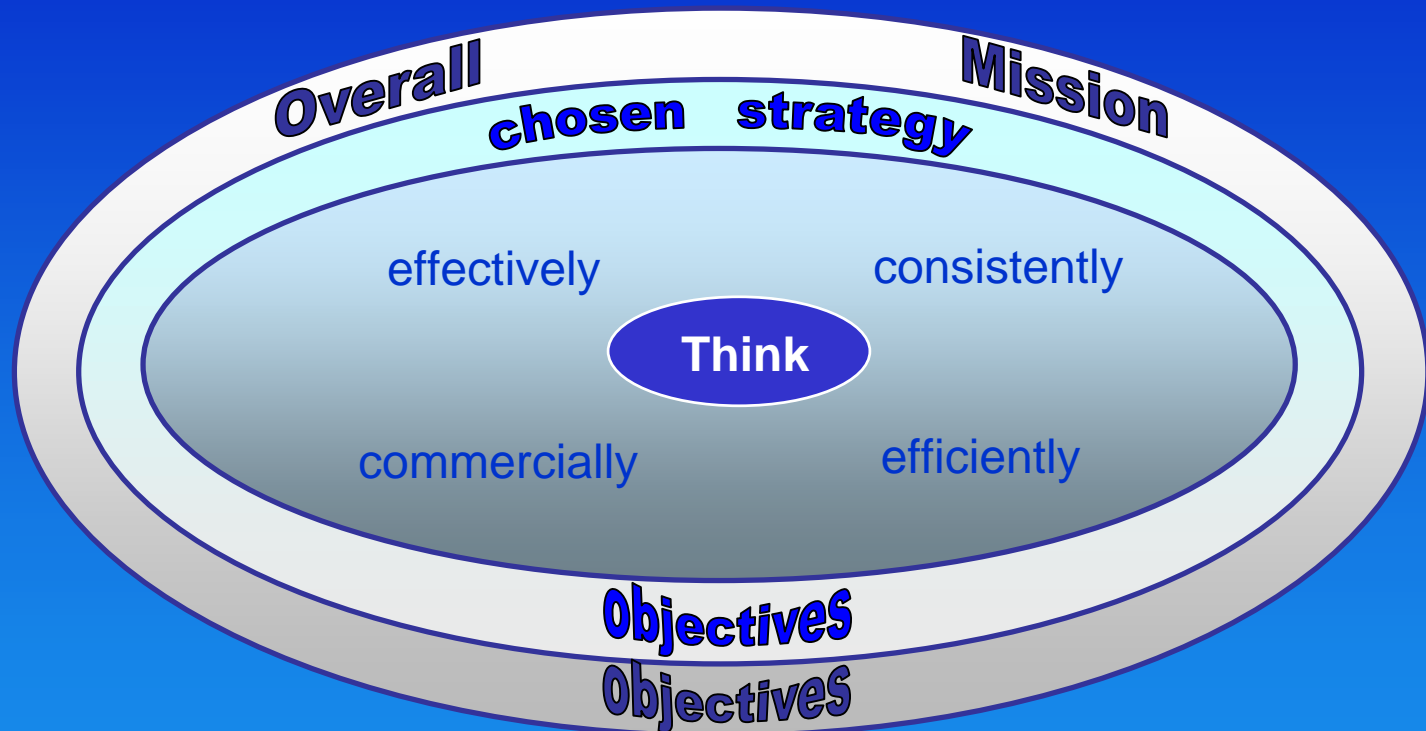 Overall Mission
chosen strategy
effectively consistently
Think
commercially efficiently
Objectives
Objectives